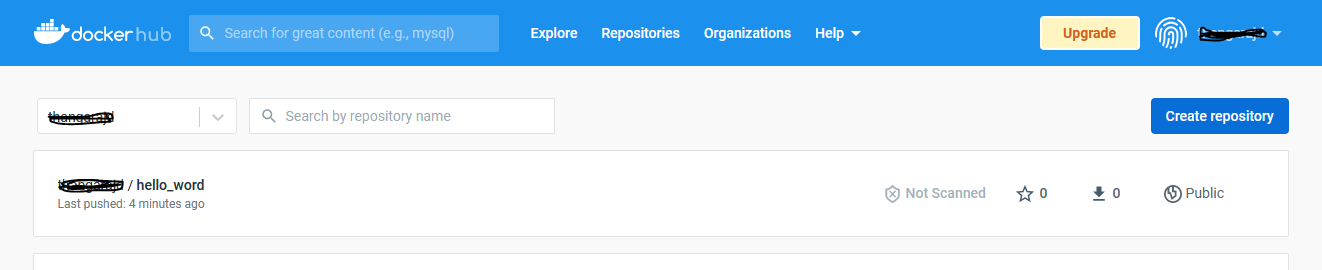 docker hub
Search for great content (e.g., mysql)
Explore Repositories Organizations Help
Upgrade
Search by repository name
Create repository
/ hello_word
Last pushed: 4 minutes ago
Not Scanned
0
0
Public